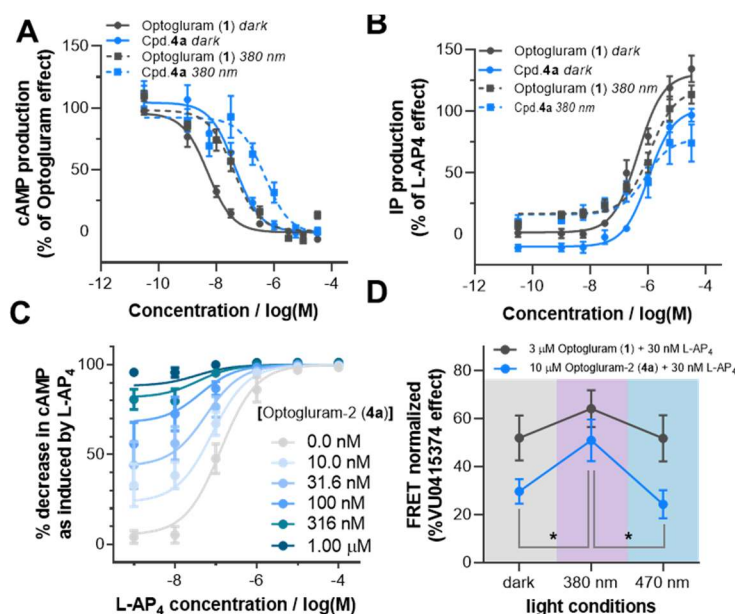 A
Optogluram (1) dark
Cpd.4a dark
Optogluram (1) 380 nm
Cpd.4a 380 nm
cAMP production
(% of Optogluram effect)
150
100
50
0
-12 -10 -8 -6 -4 -2
Concentration / log(M)
B
Optogluram (1) dark
Cpd.4a dark
Optogluram (1) 380 nm
Cpd.4a 380 nm
IP production
(% of L-AP4 effect)
150
100
50
0
-12 -10 -8 -6 -4
Concentration / log(M)
C
% decrease in cAMP
as induced by L-AP4
100
50
0
[Optogluram-2 (4a)]
0.0 nM
10.0 nM
31.6 nM
100 nM
316 nM
1.00 μM
-8 -6 -4
L-AP4 concentration / log(M)
D
3 μM Optogluram (1) + 30 nM L-AP4
10 μM Optogluram-2 (4a) + 30 nM L-AP4
FRET normalized
(%VU0415374 effect)
100
80
60
40
20
0
* *
dark 380 nm 470 nm
light conditions